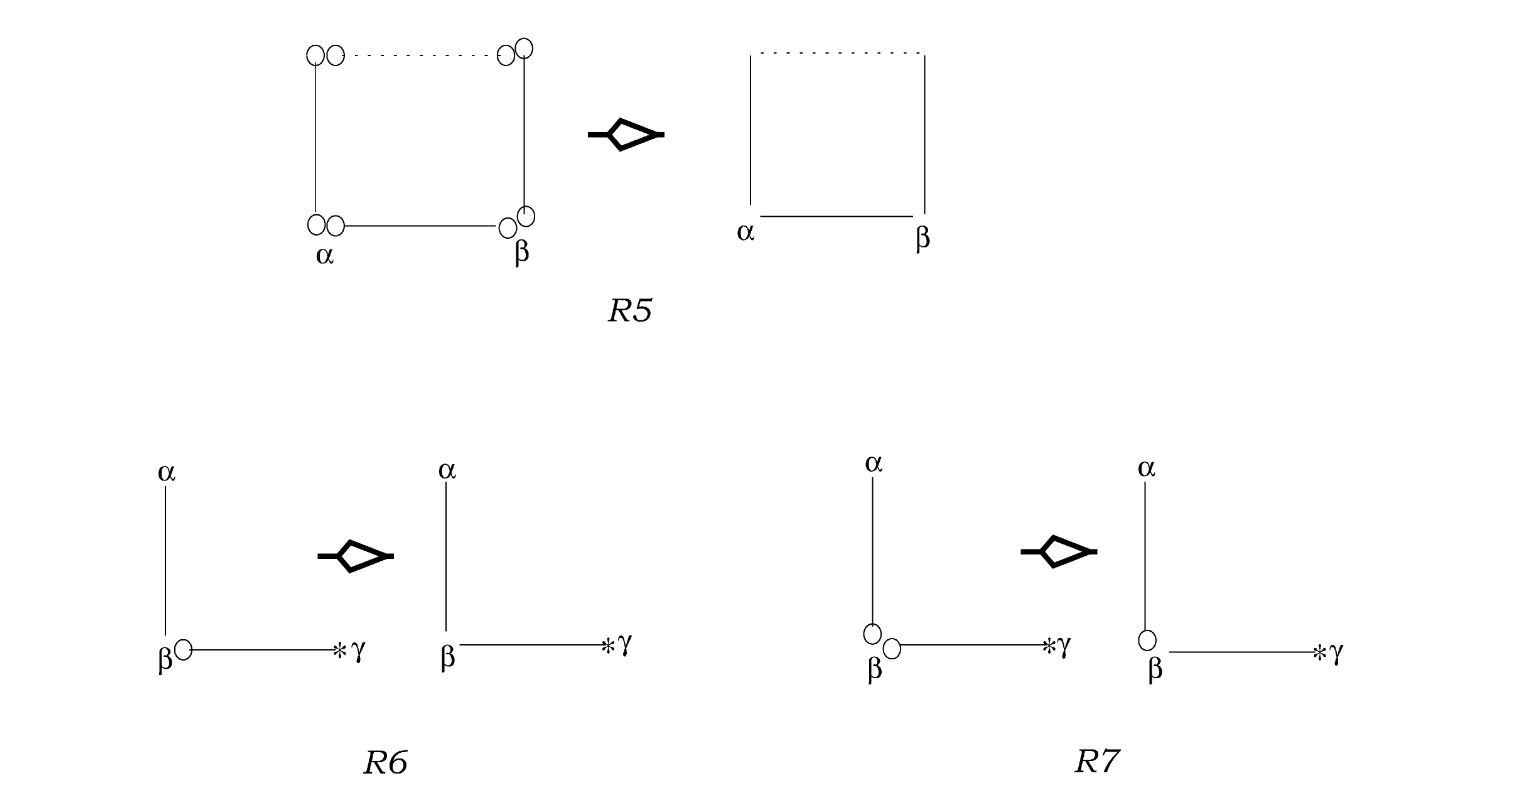 α β α β
R5
α α α α
β *γ β *γ β *γ β *γ
R6 R7